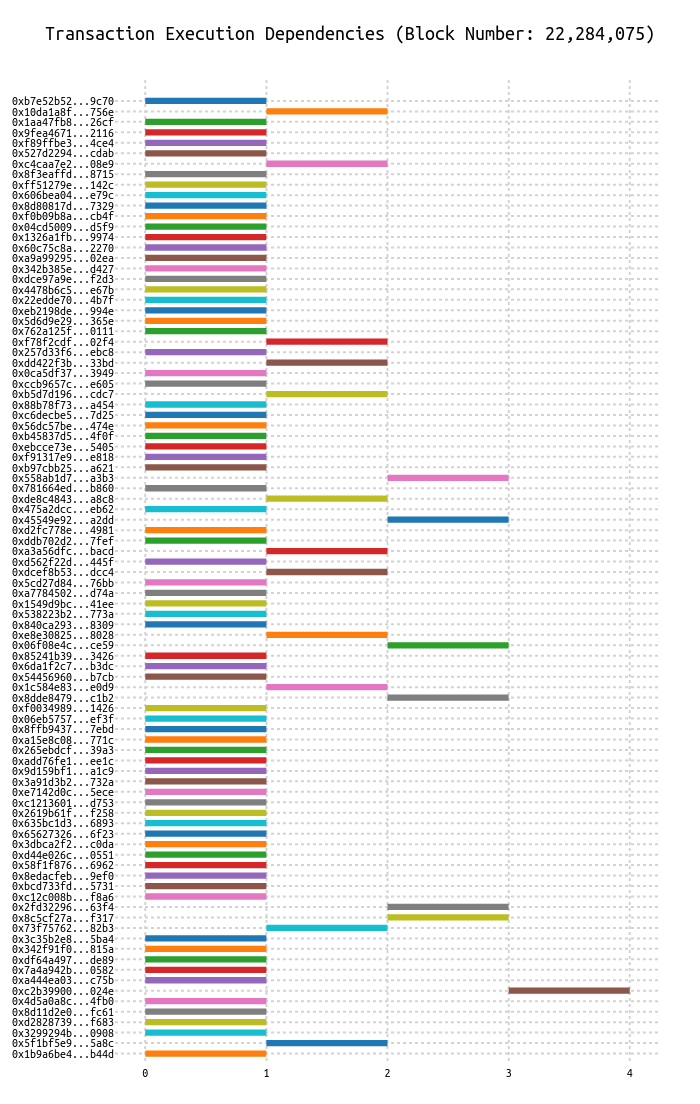 Transaction Execution Dependencies (Block Number: 22,284,075)
0xb7e52b52...9c70
0x10da1a8f...756e
0x1aa47fb8...26cf
0x9fea4671...2116
0xf89ffbe3...4ce4
0x527d2294...cdab
0xc4caa7e2...08e9
0x8f3eaffd...8715
0xff51279e...142c
0x606bea04...e79c
0x8d80817d...7329
0xf0b09b8a...cb4f
0x04cd5009...d5f9
0x1326a1fb...9974
0x60c75c8a...2270
0xa9a99295...02ea
0x342b385e...d427
0xdce97a9e...f2d3
0x4478b6c5...e67b
0x22edde70...4b7f
0xeb2198de...994e
0x5d6d9e29...365e
0x762a125f...0111
0xf78f2cdf...02f4
0x257d33f6...ebc8
0xdd422f3b...33bd
0x0ca5df37...3949
0xccb9657c...e605
0xb5d7d196...cdc7
0x88b78f73...a454
0xc6decbe5...7d25
0x56dc57be...474e
0xb45837d5...4f0f
0xebcce73e...5405
0xf91317e9...e818
0xb97cbb25...a621
0x558ab1d7...a3b3
0x781664ed...b860
0xde8c4843...a8c8
0x475a2dcc...eb62
0x45549e92...a2dd
0xd2fc778e...4981
0xddb702d2...7fef
0xa3a56dfc...bacd
0xd562f22d...445f
0xdcef8b53...dcc4
0x5cd27d84...76bb
0xa7784502...d74a
0x1549d9bc...41ee
0x538223b2...773a
0x840ca293...8309
0xe8e30825...8028
0x06f08e4c...ce59
0x85241b39...3426
0x6da1f2c7...b3dc
0x54456960...b7cb
0x1c584e83...e0d9
0x8dde8479...c1b2
0xf0034989...1426
0x06eb5757...ef3f
0x8ffb9437...7ebd
0xa15e8c08...771c
0x265ebdcf...39a3
0xadd76fe1...ee1c
0x9d159bf1...a1c9
0x3a91d3b2...732a
0xe7142d0c...5ece
0xc1213601...d753
0x2619b61f...f258
0x635bc1d3...6893
0x65627326...6f23
0x3dbca2f2...c0da
0xd44e026c...0551
0x58f1f876...6962
0x8edacfeb...9ef0
0xbcd733fd...5731
0xc12c008b...f8a6
0x2fd32296...63f4
0x8c5cf27a...f317
0x73f75762...82b3
0x3c35b2e8...5ba4
0x342f91f0...815a
0xdf64a497...de89
0x7a4a942b...0582
0xa444ea03...c75b
0xc2b39900...024e
0x4d5a0a8c...4fb0
0x8d11d2e0...fc61
0xd2828739...f683
0x3299294b...0908
0x5f1bf5e9...5a8c
0x1b9a6be4...b44d
0 1 2 3 4